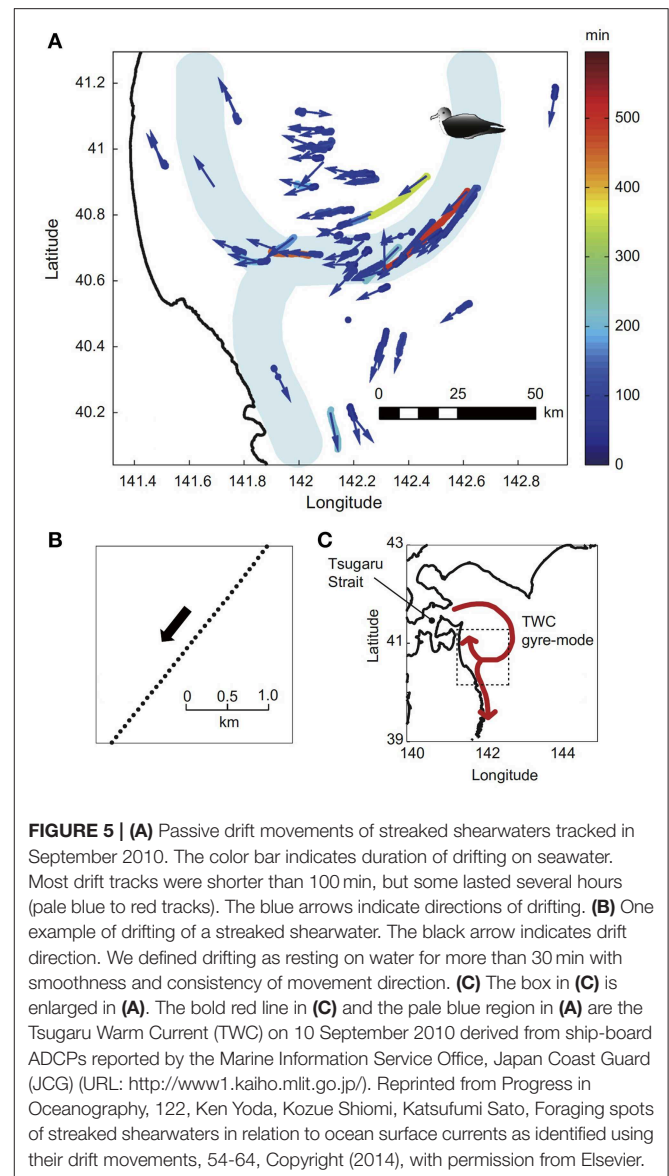 A
min
41.2
41
40.8
40.6
40.4
40.2
Latitude
141.4 141.6 141.8 142 142.2 142.4 142.6 142.8
Longitude
0 25 50
km
500
400
300
200
100
0
B
0 0.5 1.0
km
C
43
41
39
Latitude
Tsugaru
Strait
TWC
gyre-mode
140 142 144
Longitude
FIGURE 5 | (A) Passive drift movements of streaked shearwaters tracked in
September 2010. The color bar indicates duration of drifting on seawater.
Most drift tracks were shorter than 100 min, but some lasted several hours
(pale blue to red tracks). The blue arrows indicate directions of drifting. (B) One
example of drifting of a streaked shearwater. The black arrow indicates drift
direction. We defined drifting as resting on water for more than 30 min with
smoothness and consistency of movement direction. (C) The box in (C) is
enlarged in (A). The bold red line in (C) and the pale blue region in (A) are the
Tsugaru Warm Current (TWC) on 10 September 2010 derived from ship-board
ADCPs reported by the Marine Information Service Office, Japan Coast Guard
(JCG) (URL: http://www1.kaiho.mlit.go.jp/). Reprinted from Progress in
Oceanography, 122, Ken Yoda, Kozue Shiomi, Katsufumi Sato, Foraging spots
of streaked shearwaters in relation to ocean surface currents as identified using
their drift movements, 54-64, Copyright (2014), with permission from Elsevier.